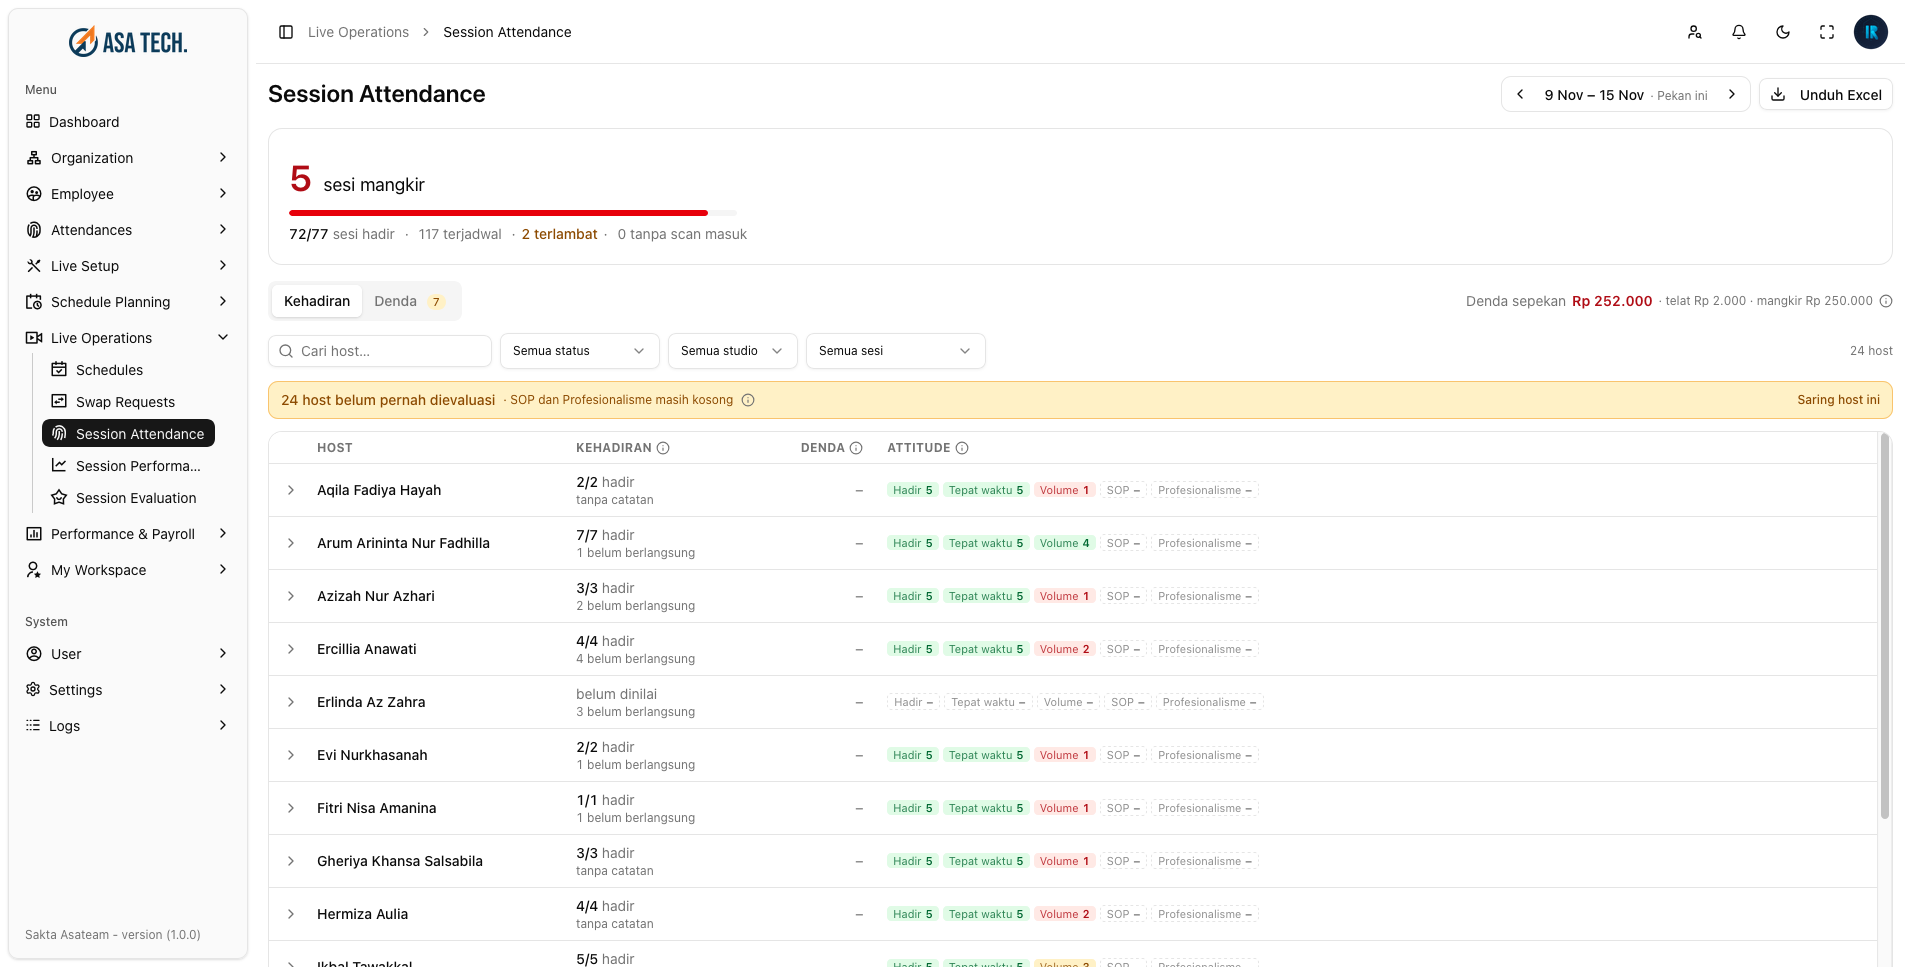 ASA TECH.
Menu
Dashboard
Organization
Employee
Attendances
Live Setup
Schedule Planning
Live Operations
Schedules
Swap Requests
Session Attendance
Session Performa...
Session Evaluation
Performance & Payroll
My Workspace
System
User
Settings
Logs
Sakta Asateam - version (1.0.0)
Live Operations > Session Attendance
Session Attendance
9 Nov – 15 Nov · Pekan ini
Unduh Excel
5 sesi mangkir
72/77 sesi hadir · 117 terjadwal · 2 terlambat · 0 tanpa scan masuk
Kehadiran Denda 7
Denda sepekan Rp 252.000 · telat Rp 2.000 · mangkir Rp 250.000
Cari host... Semua status Semua studio Semua sesi 24 host
24 host belum pernah dievaluasi · SOP dan Profesionalisme masih kosong Saring host ini
HOST KEHADIRAN DENDA ATTITUDE
Aqila Fadiya Hayah 2/2 hadir – Hadir 5 Tepat waktu 5 Volume 1 SOP – Profesionalisme –
tanpa catatan
Arum Arininta Nur Fadhilla 7/7 hadir – Hadir 5 Tepat waktu 5 Volume 4 SOP – Profesionalisme –
1 belum berlangsung
Azizah Nur Azhari 3/3 hadir – Hadir 5 Tepat waktu 5 Volume 1 SOP – Profesionalisme –
2 belum berlangsung
Ercillia Anawati 4/4 hadir – Hadir 5 Tepat waktu 5 Volume 2 SOP – Profesionalisme –
4 belum berlangsung
Erlinda Az Zahra belum dinilai – Hadir – Tepat waktu – Volume – SOP – Profesionalisme –
3 belum berlangsung
Evi Nurkhasanah 2/2 hadir – Hadir 5 Tepat waktu 5 Volume 1 SOP – Profesionalisme –
1 belum berlangsung
Fitri Nisa Amanina 1/1 hadir – Hadir 5 Tepat waktu 5 Volume 1 SOP – Profesionalisme –
1 belum berlangsung
Gheriya Khansa Salsabila 3/3 hadir – Hadir 5 Tepat waktu 5 Volume 1 SOP – Profesionalisme –
tanpa catatan
Hermiza Aulia 4/4 hadir – Hadir 5 Tepat waktu 5 Volume 2 SOP – Profesionalisme –
tanpa catatan
Ikbal Tawakkal 5/5 hadir Hadir 5 Tepat waktu 5 Volume 3 SOP – Profesionalisme –